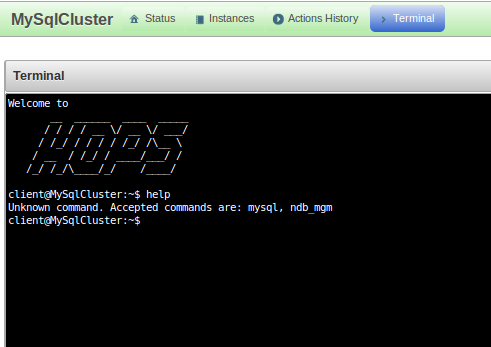 MySqlCluster Status Instances Actions History Terminal
Terminal
Welcome to
client@MySqlCluster:~$ help
Unknown command. Accepted commands are: mysql, ndb_mgm
client@MySqlCluster:~$